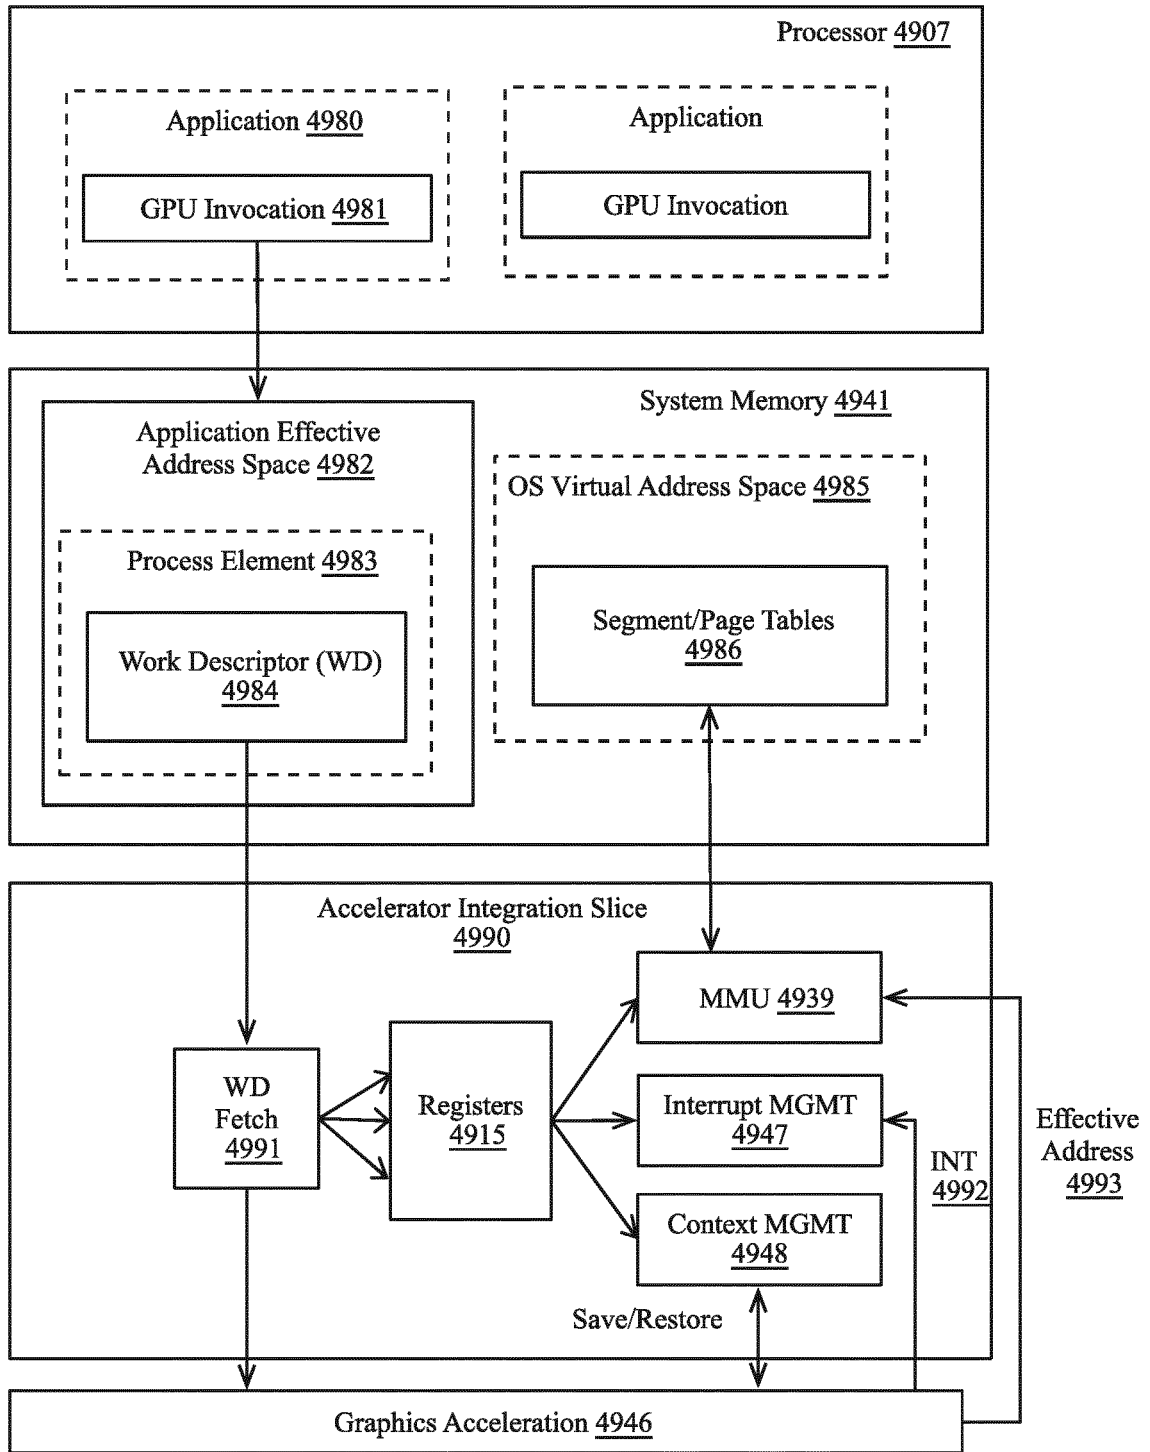 Processor 4907
Application 4980
GPU Invocation 4981
Application
GPU Invocation
System Memory 4941
Application Effective
Address Space 4982
Process Element 4983
Work Descriptor (WD)
4984
OS Virtual Address Space 4985
Segment/Page Tables
4986
Accelerator Integration Slice
4990
WD
Fetch
4991
Registers
4915
MMU 4939
Interrupt MGMT
4947
Context MGMT
4948
Save/Restore
INT
4992
Effective
Address
4993
Graphics Acceleration 4946